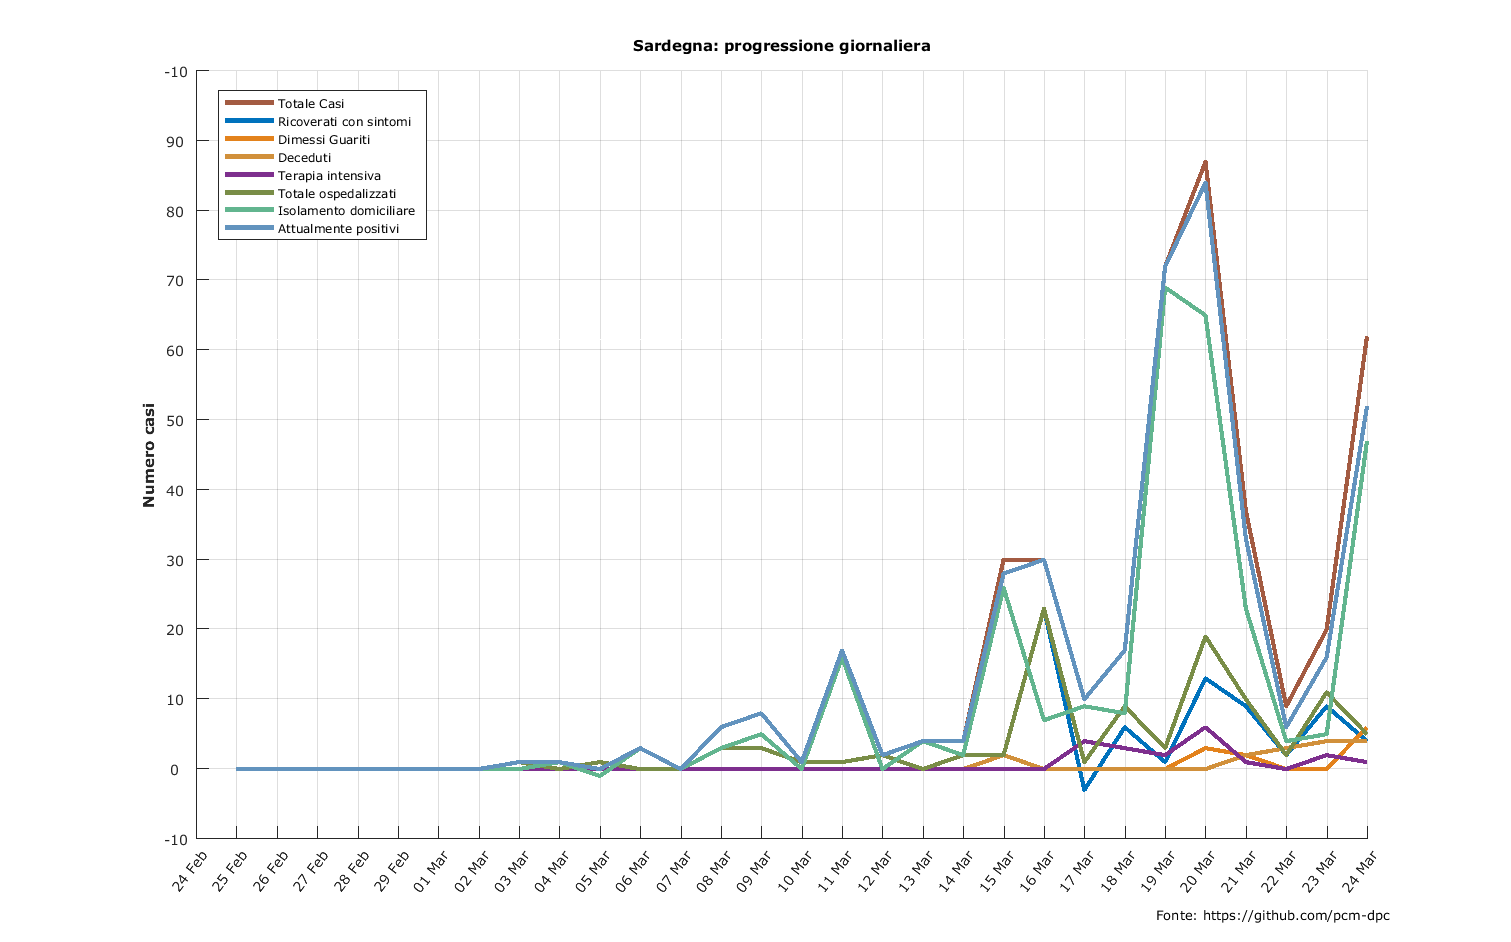 Sardegna: progressione giornaliera
-10
90
80
70
60
50
40
30
20
10
0
-10
Numero casi
Totale Casi
Ricoverati con sintomi
Dimessi Guariti
Deceduti
Terapia intensiva
Totale ospedalizzati
Isolamento domiciliare
Attualmente positivi
24 Feb
25 Feb
26 Feb
27 Feb
28 Feb
29 Feb
01 Mar
02 Mar
03 Mar
04 Mar
05 Mar
06 Mar
07 Mar
08 Mar
09 Mar
10 Mar
11 Mar
12 Mar
13 Mar
14 Mar
15 Mar
16 Mar
17 Mar
18 Mar
19 Mar
20 Mar
21 Mar
22 Mar
23 Mar
24 Mar
Fonte: https://github.com/pcm-dpc